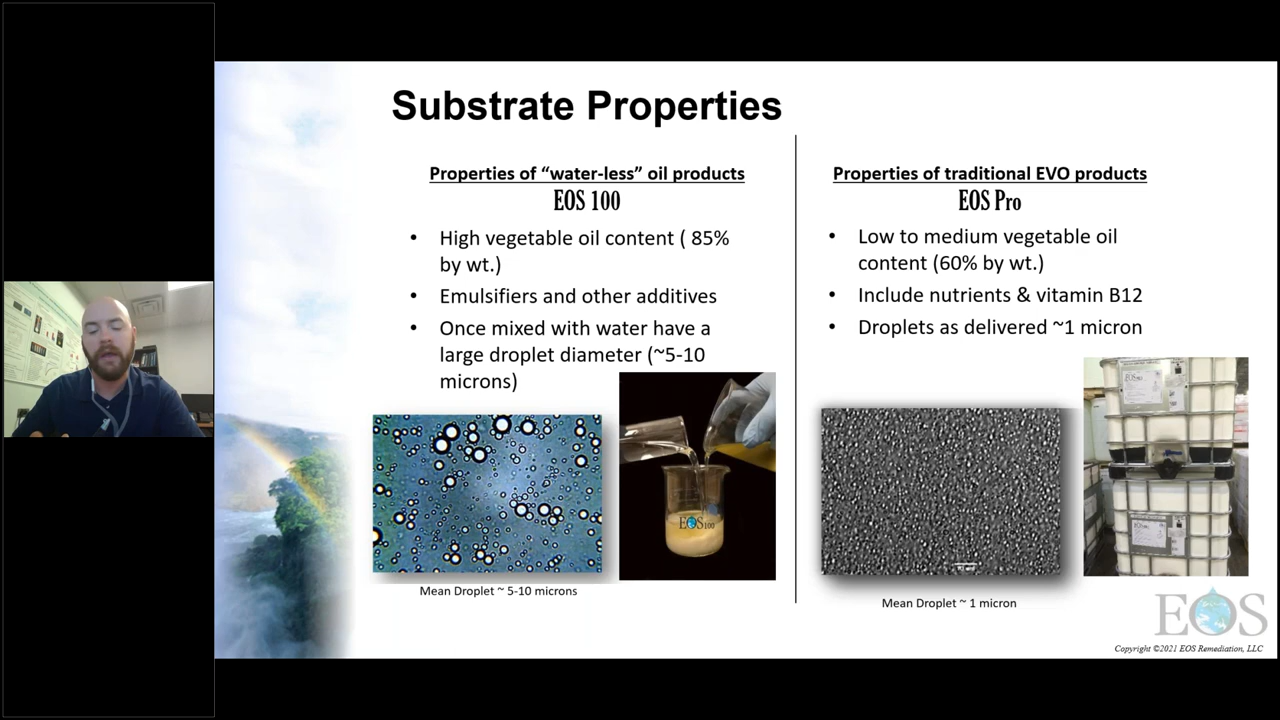 Substrate Properties
Properties of “water-less” oil products
EOS 100
• High vegetable oil content ( 85%
by wt.)
• Emulsifiers and other additives
• Once mixed with water have a
large droplet diameter (~5-10
microns)
EOS 100
Mean Droplet ~ 5-10 microns
Properties of traditional EVO products
EOS Pro
• Low to medium vegetable oil
content (60% by wt.)
• Include nutrients & vitamin B12
• Droplets as delivered ~1 micron
Mean Droplet ~ 1 micron
EOS
Copyright ©2021 EOS Remediation, LLC